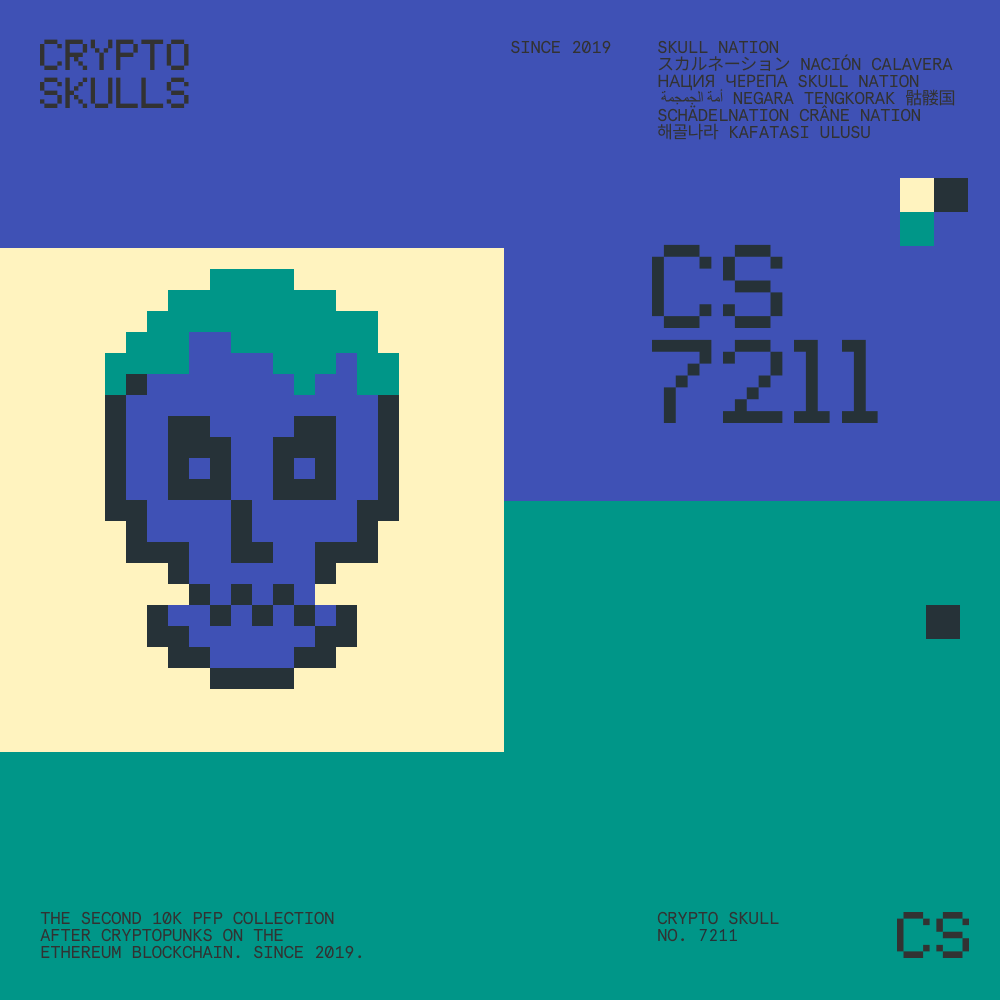 CRYPTO
SKULLS
SINCE 2019
SKULL NATION
スカルネーション NACIÓN CALAVERA
НАЦИЯ ЧЕРЕПА SKULL NATION
أمة الجمجمة NEGARA TENGKORAK 骷髅国
SCHÄDELNATION CRÂNE NATION
해골나라 KAFATASI ULUSU
CS
7211
THE SECOND 10K PFP COLLECTION
AFTER CRYPTOPUNKS ON THE
ETHEREUM BLOCKCHAIN. SINCE 2019.
CRYPTO SKULL
NO. 7211
CS